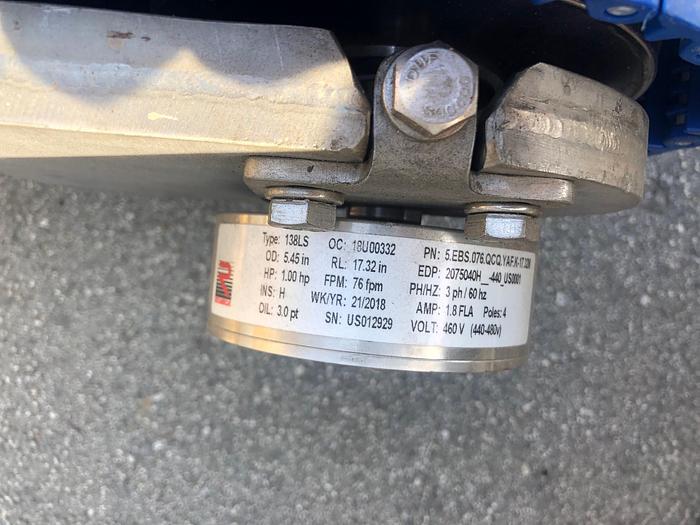 Type: 138LS OC: 18U00332 PN: 5.EBS.076.QCQ.YAF.K-17.32IN
OD: 5.45 in RL: 17.32 in EDP: 2075040H__-440_US0001
HP: 1.00 hp FPM: 76 fpm PH/HZ: 3 ph / 60 hz
INS: H WK/YR: 21/2018 AMP: 1.8 FLA Poles: 4
OIL: 3.0 pt SN: US012929 VOLT: 460 V (440-480v)